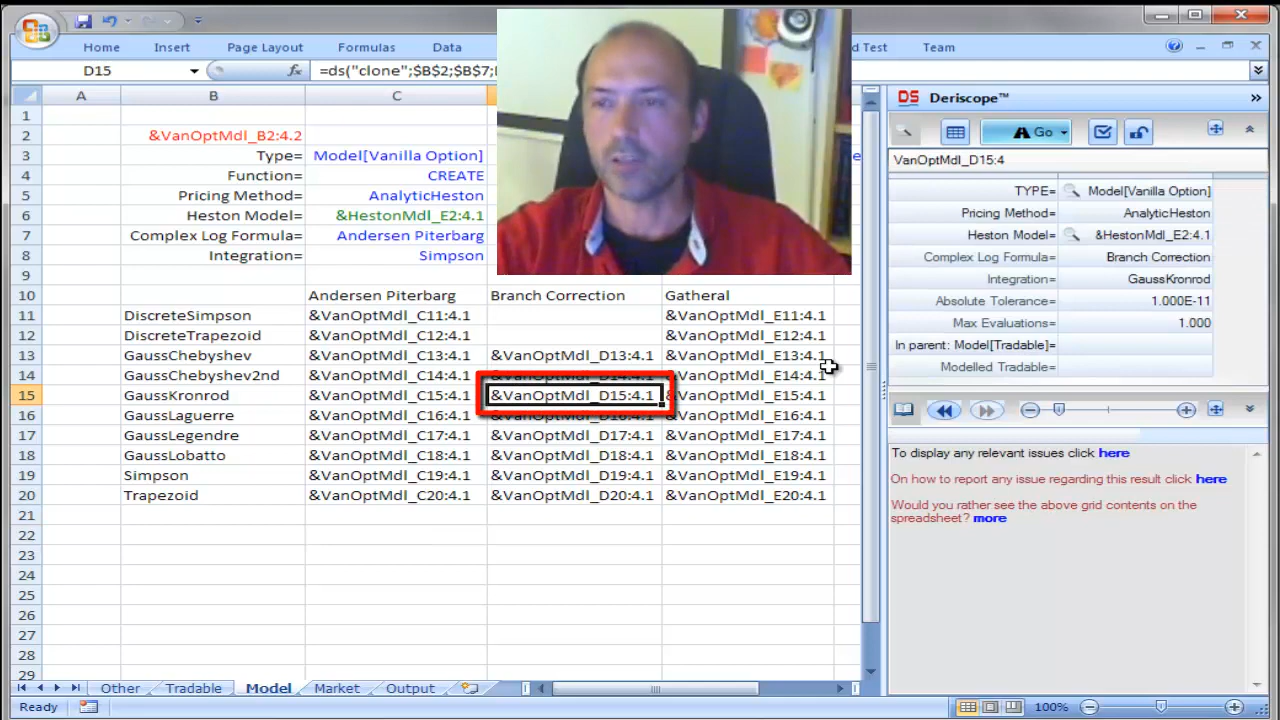 Home Insert Page Layout Formulas Data d Test Team
D15 fx =ds("clone";$B$2;$B$7;
A B C
1
2 &VanOptMdl_B2:4.2
3 Type= Model[Vanilla Option] e
4 Function= CREATE
5 Pricing Method= AnalyticHeston
6 Heston Model= &HestonMdl_E2:4.1
7 Complex Log Formula= Andersen Piterbarg
8 Integration= Simpson
9
10 Andersen Piterbarg Branch Correction Gatheral
11 DiscreteSimpson &VanOptMdl_C11:4.1 &VanOptMdl_E11:4.1
12 DiscreteTrapezoid &VanOptMdl_C12:4.1 &VanOptMdl_E12:4.1
13 GaussChebyshev &VanOptMdl_C13:4.1 &VanOptMdl_D13:4.1 &VanOptMdl_E13:4.1
14 GaussChebyshev2nd &VanOptMdl_C14:4.1 &VanOptMdl_D14:4.1 &VanOptMdl_E14:4.1
15 GaussKronrod &VanOptMdl_C15:4.1 &VanOptMdl_D15:4.1 &VanOptMdl_E15:4.1
16 GaussLaguerre &VanOptMdl_C16:4.1 &VanOptMdl_D16:4.1 &VanOptMdl_E16:4.1
17 GaussLegendre &VanOptMdl_C17:4.1 &VanOptMdl_D17:4.1 &VanOptMdl_E17:4.1
18 GaussLobatto &VanOptMdl_C18:4.1 &VanOptMdl_D18:4.1 &VanOptMdl_E18:4.1
19 Simpson &VanOptMdl_C19:4.1 &VanOptMdl_D19:4.1 &VanOptMdl_E19:4.1
20 Trapezoid &VanOptMdl_C20:4.1 &VanOptMdl_D20:4.1 &VanOptMdl_E20:4.1
21
22
23
24
25
26
27
28
29
Other Tradable Model Market Output
Ready 100%
DS Deriscope™
Go
VanOptMdl_D15:4
TYPE= Model[Vanilla Option]
Pricing Method= AnalyticHeston
Heston Model= &HestonMdl_E2:4.1
Complex Log Formula= Branch Correction
Integration= GaussKronrod
Absolute Tolerance= 1.000E-11
Max Evaluations= 1.000
In parent: Model[Tradable]=
Modelled Tradable=
To display any relevant issues click here
On how to report any issue regarding this result click here
Would you rather see the above grid contents on the
spreadsheet? more